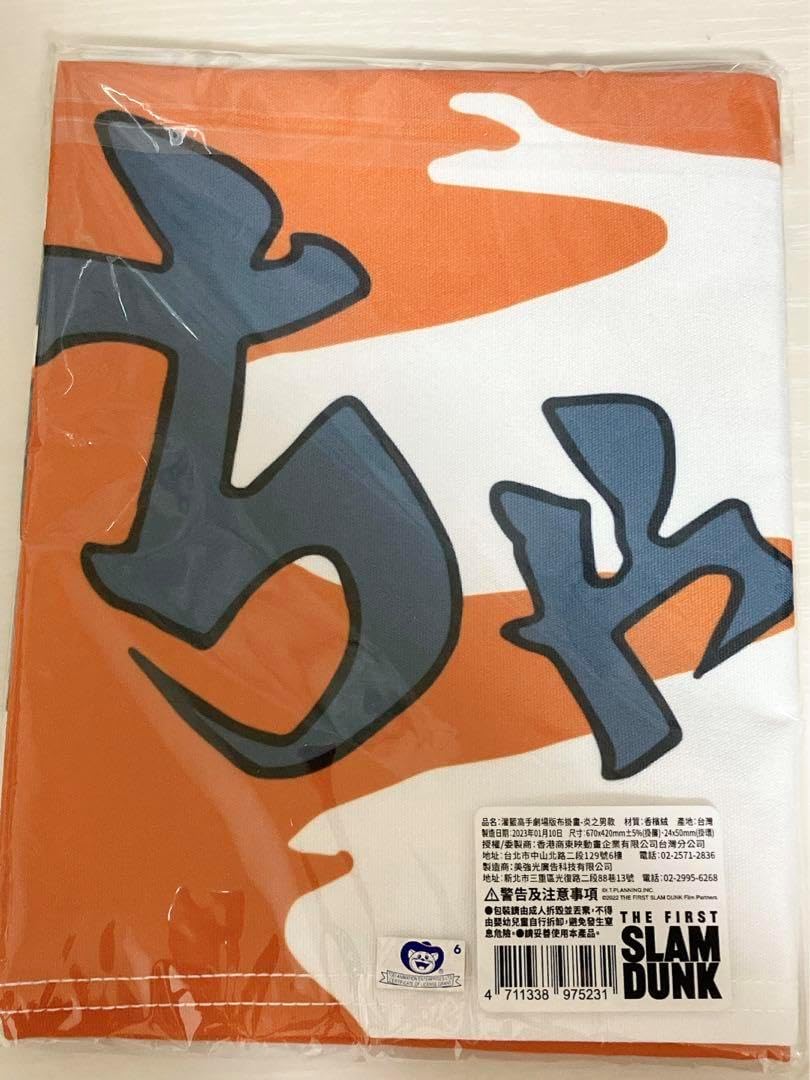 ちゃ
品名:灌籃高手劇場版布掛畫-炎之男款 材質:香檳絨 產地:台灣
製造日期:2023年01月10日 尺寸:670x420mm±5%(掛簾)、24x50mm(掛環)
授權/委製商:香港商東映動畫企業有限公司台灣分公司
地址:台北市中山北路二段129號6樓 電話:02-2571-2836
製造商:美強光廣告科技有限公司
地址:新北市三重區光復路二段88巷13號 電話:02-2995-6268
⚠警告及注意事項
©I.T.PLANNING,INC.
©2022 THE FIRST SLAM DUNK Film Partners
●包裝請由成人拆毀並丟棄,不得
由嬰幼兒童自行拆卸,避免發生窒
息危險。●請妥善使用本產品。
THE FIRST
SLAM
DUNK
4 711338 975231
6
CERTIFICATE OF LICENSE GRANT